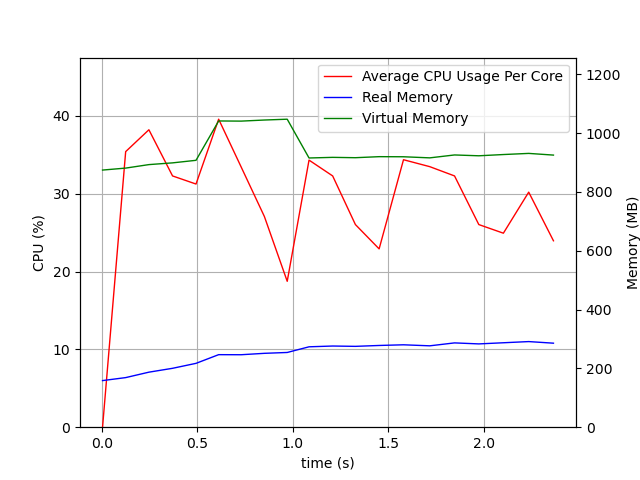 Average CPU Usage Per Core
Real Memory
Virtual Memory
CPU (%)
40
30
20
10
0
Memory (MB)
1200
1000
800
600
400
200
0
0.0 0.5 1.0 1.5 2.0
time (s)